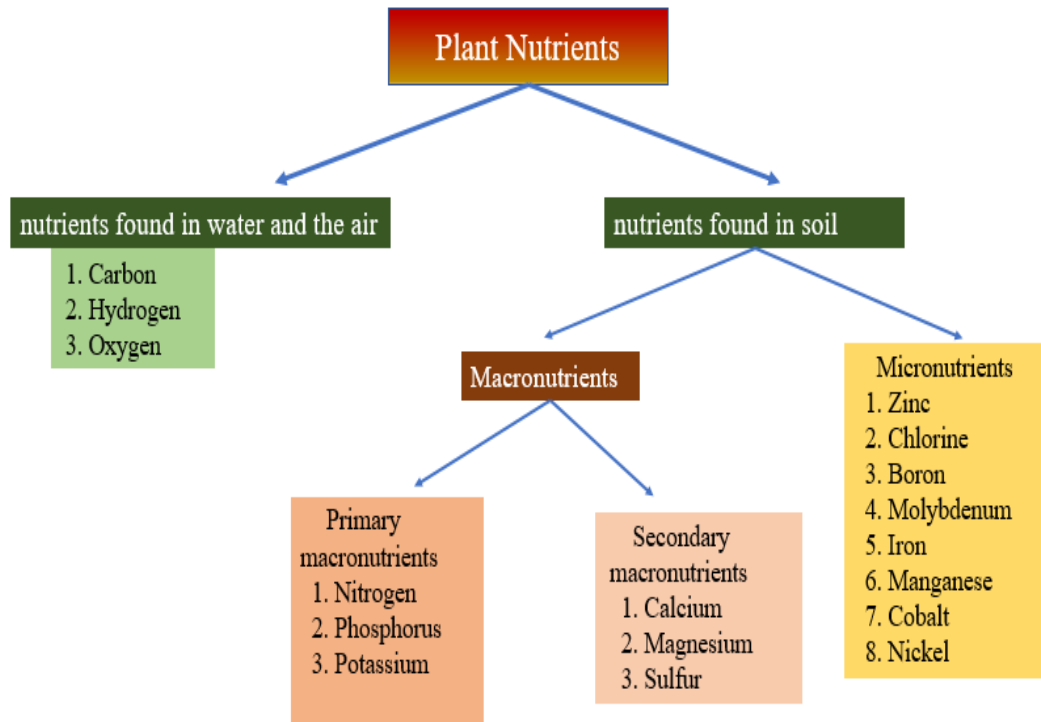 Plant Nutrients
nutrients found in water and the air
1. Carbon
2. Hydrogen
3. Oxygen
nutrients found in soil
Macronutrients
Primary
macronutrients
1. Nitrogen
2. Phosphorus
3. Potassium
Secondary
macronutrients
1. Calcium
2. Magnesium
3. Sulfur
Micronutrients
1. Zinc
2. Chlorine
3. Boron
4. Molybdenum
5. Iron
6. Manganese
7. Cobalt
8. Nickel